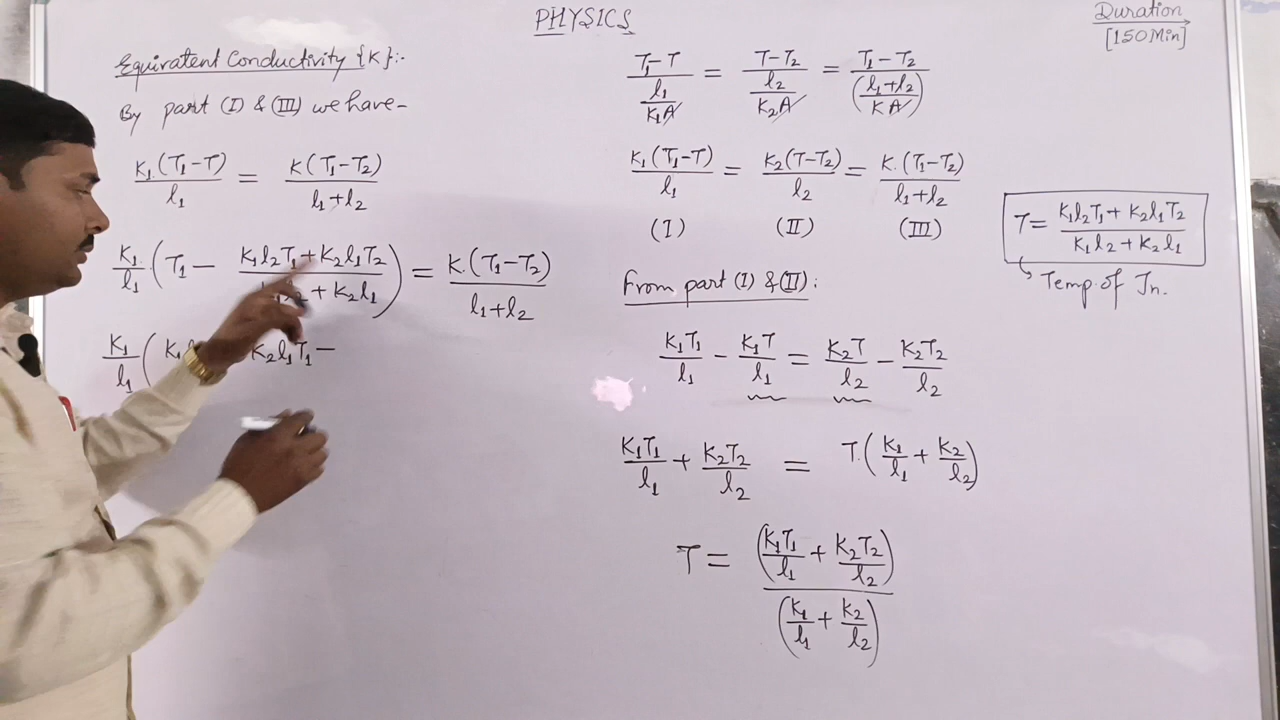 PHYSICS
Duration
[150 Min]
Equivatent Conductivity {K}:-
By part (I) & (III) we have-
K₁.(T₁-T)/l₁ = K(T₁-T₂)/(l₁+l₂)
K₁/l₁ (T₁ - (K₁l₂T₁+K₂l₁T₂)/(l₂+K₂l₁)) = K.(T₁-T₂)/(l₁+l₂)
K₁/l₁ (K₁ K₂l₁T₁-
(T₁-T)/(l₁/K₁A) = (T-T₂)/(l₂/K₂A) = (T₁-T₂)/((l₁+l₂)/KA)
K₁(T₁-T)/l₁ = K₂(T-T₂)/l₂ = K.(T₁-T₂)/(l₁+l₂)
(I) (II) (III)
From part (I) & (II):
K₁T₁/l₁ - K₁T/l₁ = K₂T/l₂ - K₂T₂/l₂
K₁T₁/l₁ + K₂T₂/l₂ = T.(K₁/l₁ + K₂/l₂)
T = (K₁T₁/l₁ + K₂T₂/l₂)/(K₁/l₁ + K₂/l₂)
T = (K₁l₂T₁+K₂l₁T₂)/(K₁l₂+K₂l₁)
Temp. of Jn.